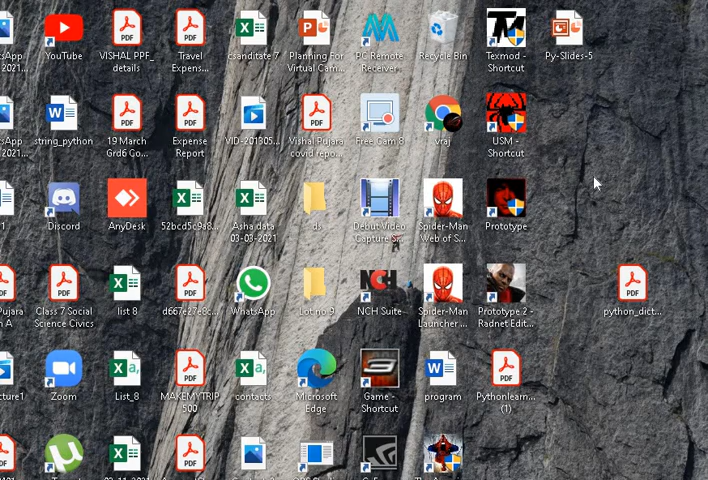 YouTube
VISHAL PPF_
details
Travel
Expens...
csanditate 7
Planning For
Virtual Cam...
PC Remote
Receiver
Recycle Bin
Texmod -
Shortcut
Py-Slides-5
2021...
string_python
19 March
Grd6 Go...
Expense
Report
VID-201305...
Vishal Pujara
covid repo...
Free Cam 8
vraj
USM -
Shortcut
2021...
Discord
AnyDesk
52bcd5c9a8...
Asha data
03-03-2021
ds
Debut Video
Capture S...
Spider-Man
Web of S...
Prototype
Pujara
Class 7 Social
Science Civics
list 8
d667e27e8c...
WhatsApp
Lot no 9
NCH Suite
Spider-Man
Launcher...
Prototype 2 -
Radnet Edit...
python_dict...
Zoom
List_8
MAKEMYTRIP
500
contacts
Microsoft
Edge
Game -
Shortcut
program
Pythonlearn...
(1)